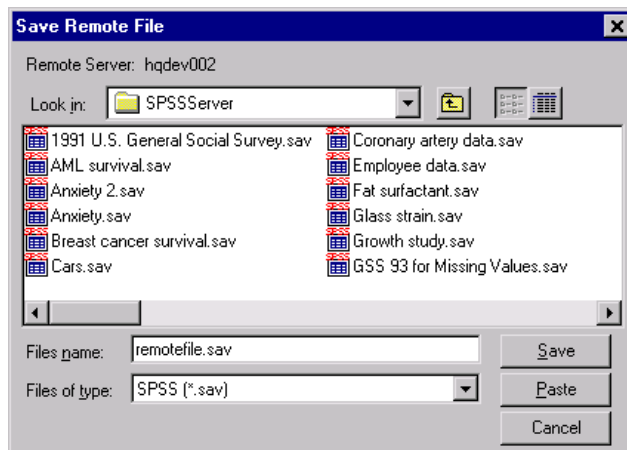 Save Remote File
Remote Server: hqdev002
Look in: SPSSServer
1991 U.S. General Social Survey.sav
AML survival.sav
Anxiety 2.sav
Anxiety.sav
Breast cancer survival.sav
Cars.sav
Coronary artery data.sav
Employee data.sav
Fat surfactant.sav
Glass strain.sav
Growth study.sav
GSS 93 for Missing Values.sav
Files name: remotefile.sav
Save
Files of type: SPSS (*.sav)
Paste
Cancel